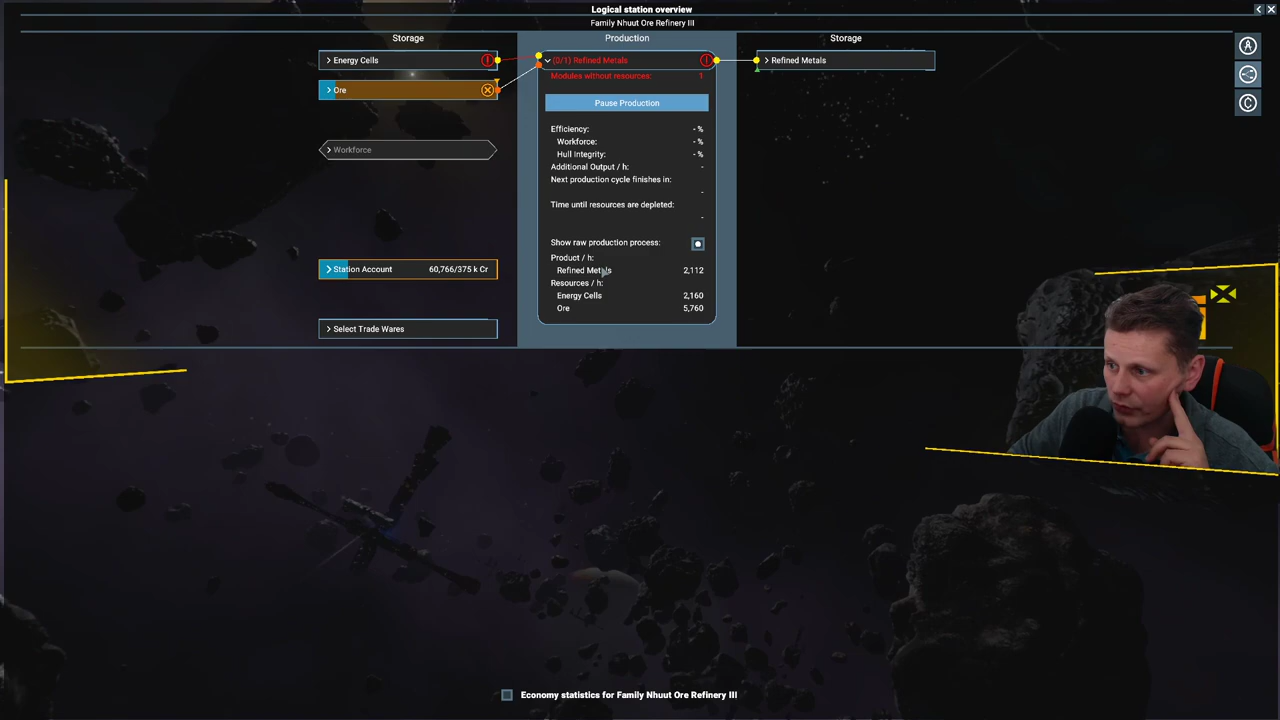 Logical station overview
Family Nhuut Ore Refinery III
Storage
Production
Storage
Energy Cells
(0/1) Refined Metals
Refined Metals
Modules without resources: 1
Ore
Pause Production
Efficiency: - %
Workforce: - %
Workforce
Hull Integrity: - %
Additional Output / h: -
Next production cycle finishes in:
-
Time until resources are depleted:
-
Show raw production process:
Product / h:
Station Account 60,766/375 k Cr
Refined Metals 2,112
Resources / h:
Energy Cells 2,160
Ore 5,760
Select Trade Wares
Economy statistics for Family Nhuut Ore Refinery III